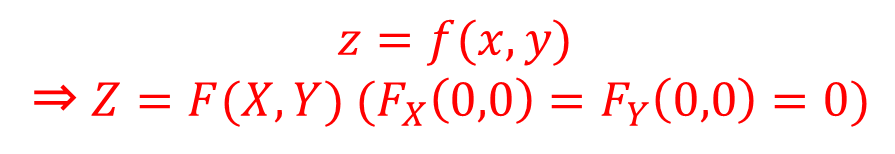 z = f(x, y)
⇒ Z = F(X, Y) (F_X(0,0) = F_Y(0,0) = 0)